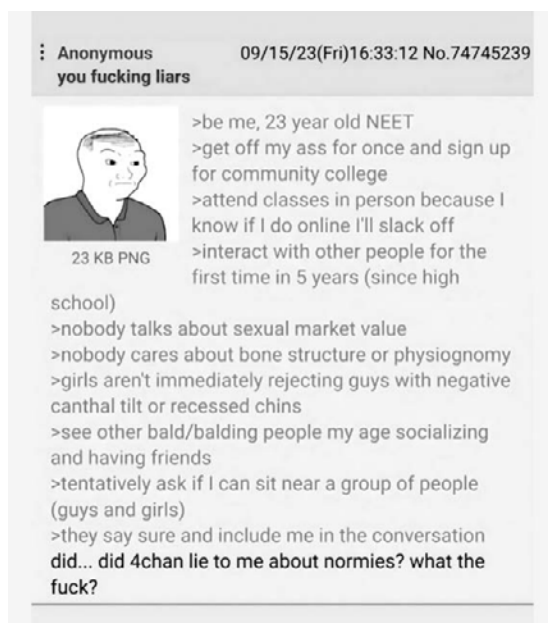 Anonymous 09/15/23(Fri)16:33:12 No.74745239
you fucking liars
>be me, 23 year old NEET
>get off my ass for once and sign up
for community college
>attend classes in person because I
know if I do online I'll slack off
>interact with other people for the
first time in 5 years (since high
23 KB PNG
school)
>nobody talks about sexual market value
>nobody cares about bone structure or physiognomy
>girls aren't immediately rejecting guys with negative
canthal tilt or recessed chins
>see other bald/balding people my age socializing
and having friends
>tentatively ask if I can sit near a group of people
(guys and girls)
>they say sure and include me in the conversation
did... did 4chan lie to me about normies? what the
fuck?